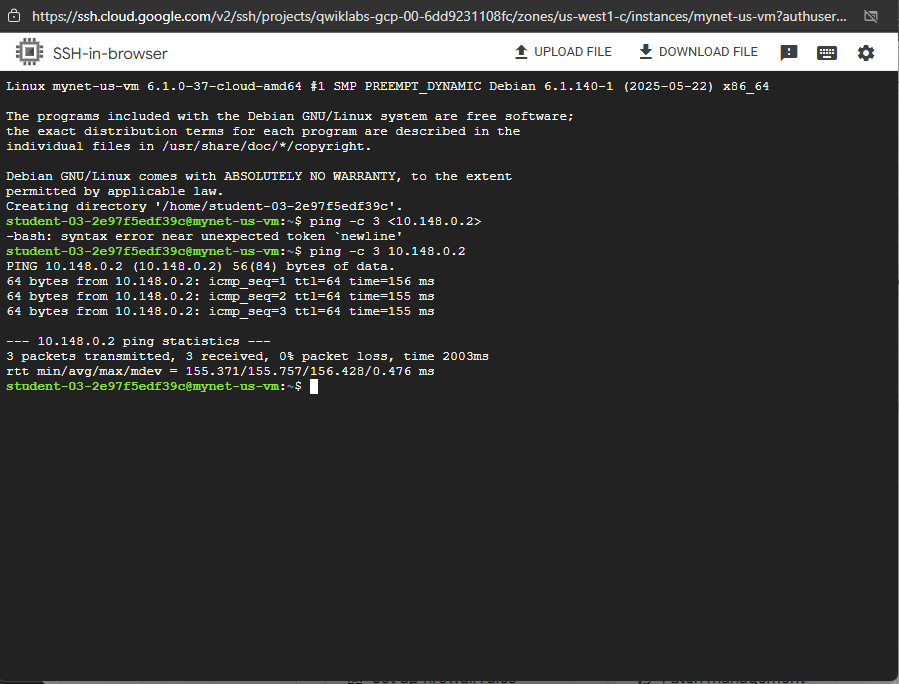 https://ssh.cloud.google.com/v2/ssh/projects/qwiklabs-gcp-00-6dd9231108fc/zones/us-west1-c/instances/mynet-us-vm?authuser...
SSH-in-browser
UPLOAD FILE
DOWNLOAD FILE
Linux mynet-us-vm 6.1.0-37-cloud-amd64 #1 SMP PREEMPT_DYNAMIC Debian 6.1.140-1 (2025-05-22) x86_64
The programs included with the Debian GNU/Linux system are free software;
the exact distribution terms for each program are described in the
individual files in /usr/share/doc/*/copyright.
Debian GNU/Linux comes with ABSOLUTELY NO WARRANTY, to the extent
permitted by applicable law.
Creating directory '/home/student-03-2e97f5edf39c'.
student-03-2e97f5edf39c@mynet-us-vm:~$ ping -c 3 <10.148.0.2>
-bash: syntax error near unexpected token `newline'
student-03-2e97f5edf39c@mynet-us-vm:~$ ping -c 3 10.148.0.2
PING 10.148.0.2 (10.148.0.2) 56(84) bytes of data.
64 bytes from 10.148.0.2: icmp_seq=1 ttl=64 time=156 ms
64 bytes from 10.148.0.2: icmp_seq=2 ttl=64 time=155 ms
64 bytes from 10.148.0.2: icmp_seq=3 ttl=64 time=155 ms
--- 10.148.0.2 ping statistics ---
3 packets transmitted, 3 received, 0% packet loss, time 2003ms
rtt min/avg/max/mdev = 155.371/155.757/156.428/0.476 ms
student-03-2e97f5edf39c@mynet-us-vm:~$